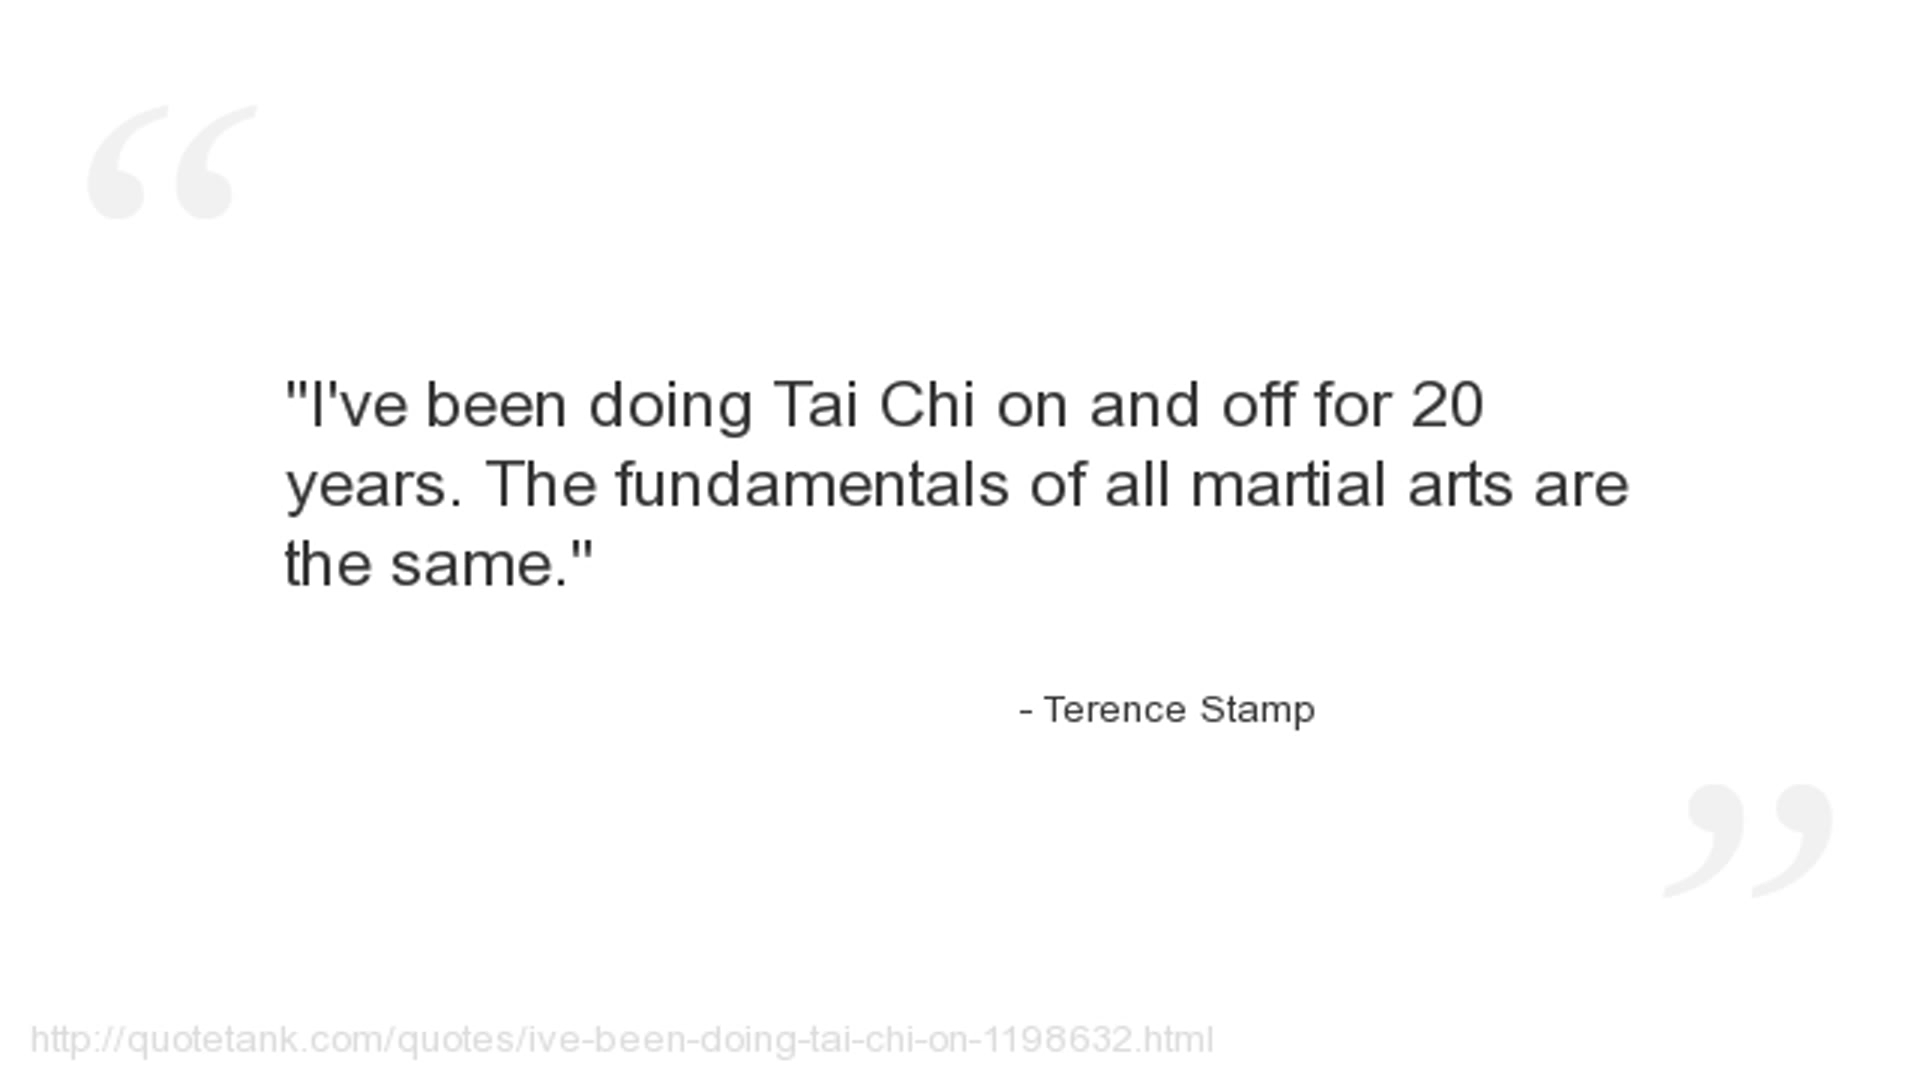 "I've been doing Tai Chi on and off for 20
years. The fundamentals of all martial arts are
the same."
- Terence Stamp
http://quotetank.com/quotes/ive-been-doing-tai-chi-on-1198632.html